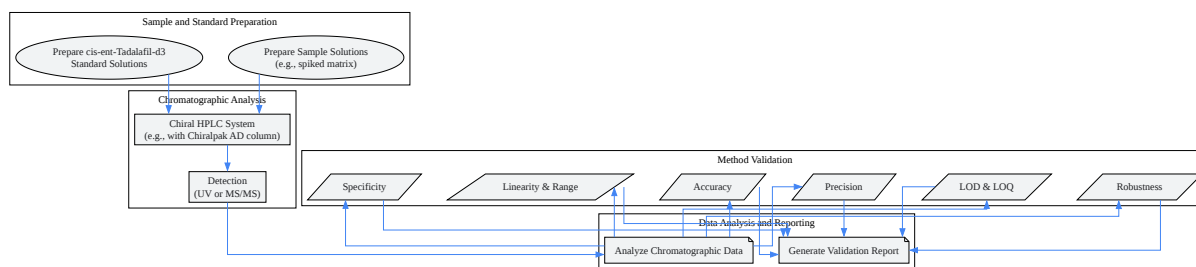 Sample and Standard Preparation
Prepare cis-ent-Tadalafil-d3
Standard Solutions
Prepare Sample Solutions
(e.g., spiked matrix)
Chromatographic Analysis
Chiral HPLC System
(e.g., with Chiralpak AD column)
Detection
(UV or MS/MS)
Method Validation
Specificity
Linearity & Range
Accuracy
Precision
LOD & LOQ
Robustness
Data Analysis and Reporting
Analyze Chromatographic Data
Generate Validation Report